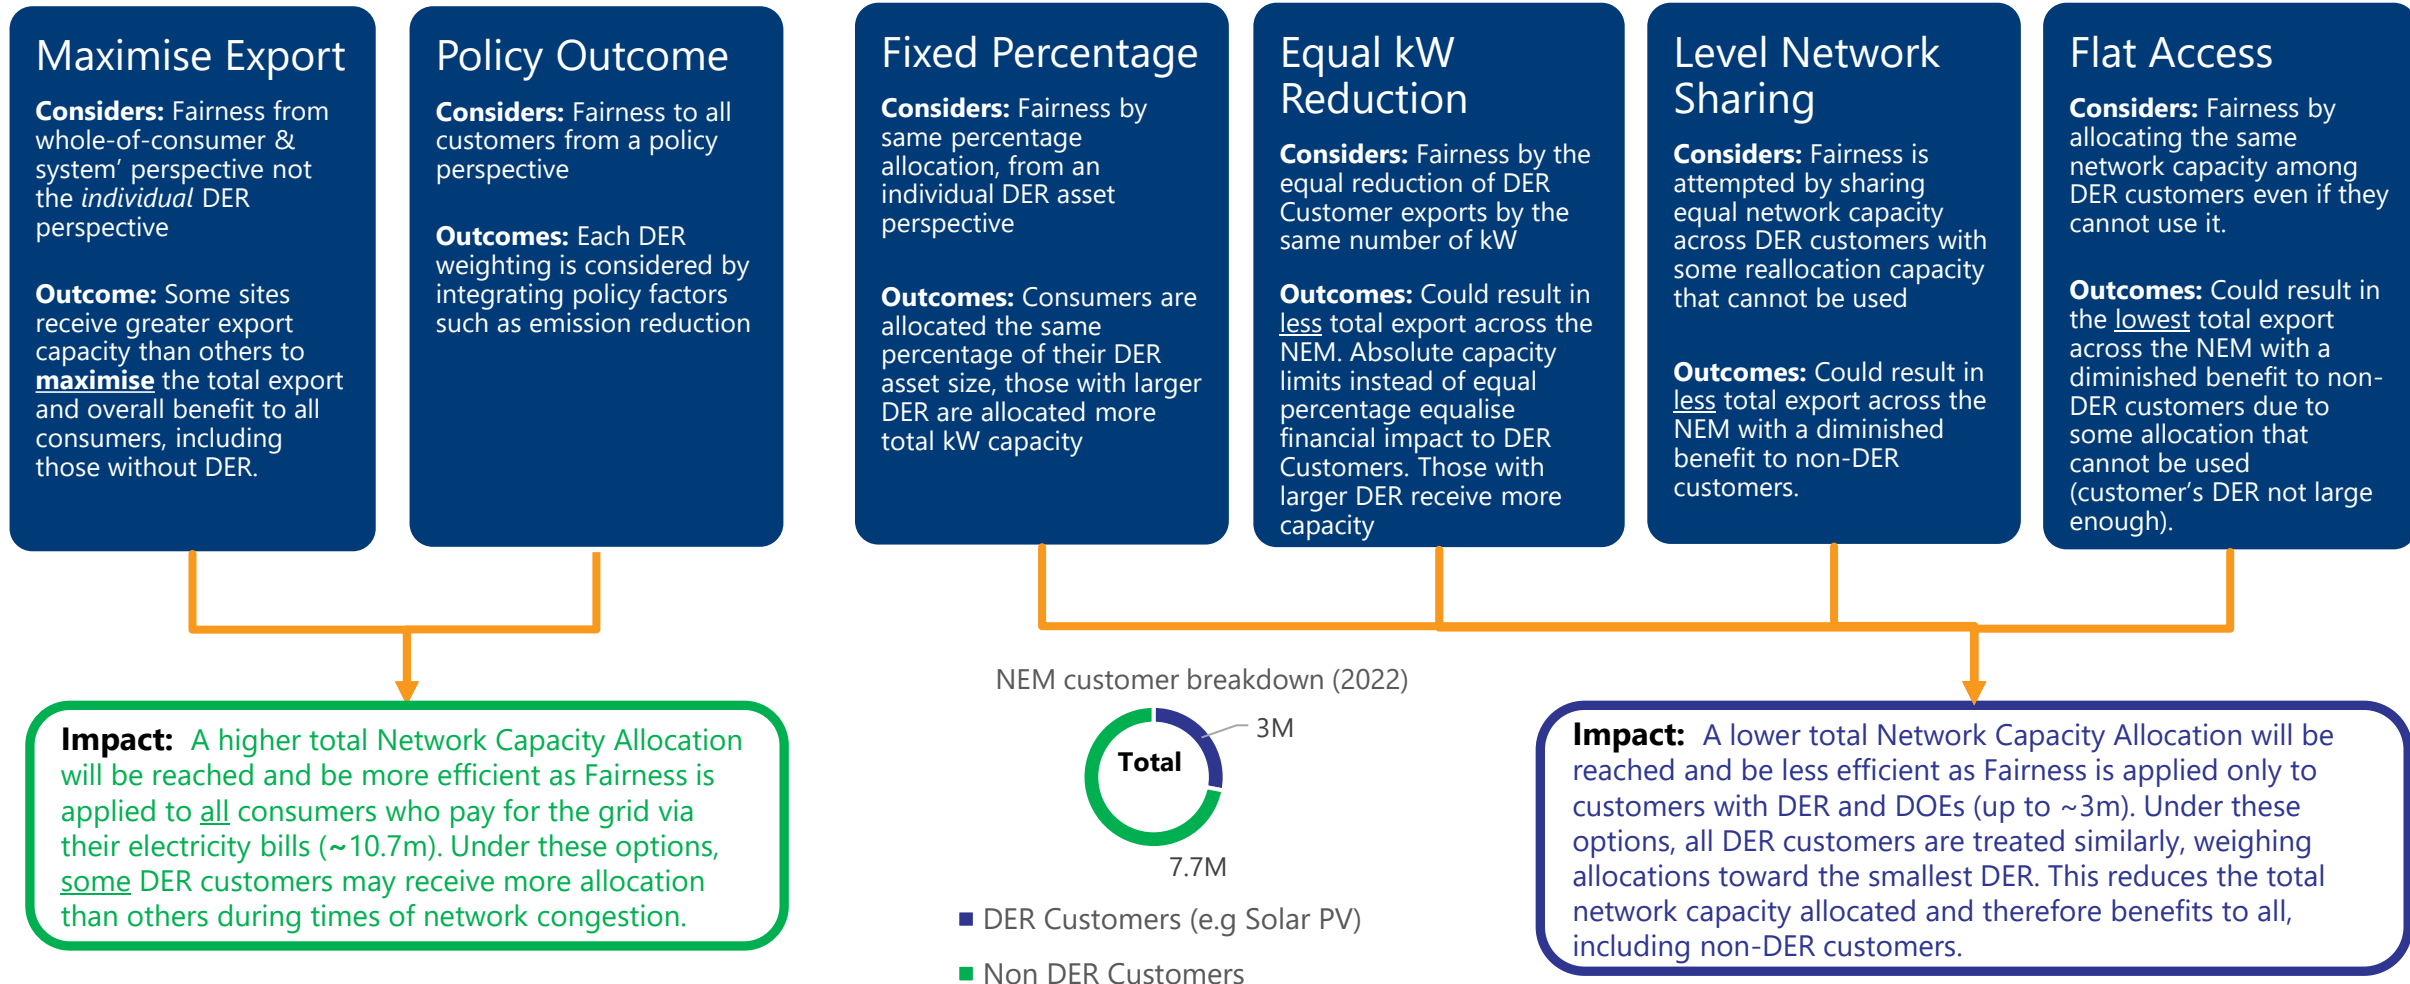 Maximise Export
Considers: Fairness from
whole-of-consumer &
system’ perspective not
the individual DER
perspective
Outcome: Some sites
receive greater export
capacity than others to
maximise the total export
and overall benefit to all
consumers, including
those without DER.
Policy Outcome
Considers: Fairness to all
customers from a policy
perspective
Outcomes: Each DER
weighting is considered by
integrating policy factors
such as emission reduction
Fixed Percentage
Considers: Fairness by
same percentage
allocation, from an
individual DER asset
perspective
Outcomes: Consumers are
allocated the same
percentage of their DER
asset size, those with larger
DER are allocated more
total kW capacity
Equal kW
Reduction
Considers: Fairness by the
equal reduction of DER
Customer exports by the
same number of kW
Outcomes: Could result in
less total export across the
NEM. Absolute capacity
limits instead of equal
percentage equalise
financial impact to DER
Customers. Those with
larger DER receive more
capacity
Level Network
Sharing
Considers: Fairness is
attempted by sharing
equal network capacity
across DER customers with
some reallocation capacity
that cannot be used
Outcomes: Could result in
less total export across the
NEM with a diminished
benefit to non-DER
customers.
Flat Access
Considers: Fairness by
allocating the same
network capacity among
DER customers even if they
cannot use it.
Outcomes: Could result in
the lowest total export
across the NEM with a
diminished benefit to non-
DER customers due to
some allocation that
cannot be used
(customer’s DER not large
enough).
Impact: A higher total Network Capacity Allocation
will be reached and be more efficient as Fairness is
applied to all consumers who pay for the grid via
their electricity bills (~10.7m). Under these options,
some DER customers may receive more allocation
than others during times of network congestion.
NEM customer breakdown (2022)
3M
Total
7.7M
DER Customers (e.g Solar PV)
Non DER Customers
Impact: A lower total Network Capacity Allocation will be
reached and be less efficient as Fairness is applied only to
customers with DER and DOEs (up to ~3m). Under these
options, all DER customers are treated similarly, weighing
allocations toward the smallest DER. This reduces the total
network capacity allocated and therefore benefits to all,
including non-DER customers.